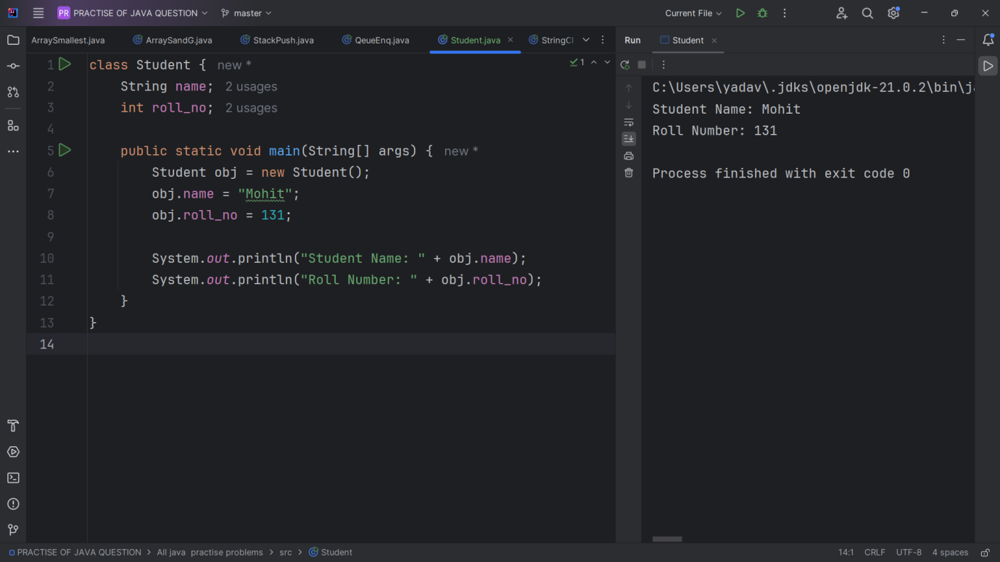 PR PRACTISE OF JAVA QUESTION master Current File
ArraySmallest.java ArraySandG.java StackPush.java QeueEnq.java Student.java StringCl Run Student
1 class Student { new * 1
2 String name; 2 usages
3 int roll_no; 2 usages
4
5 public static void main(String[] args) { new *
6 Student obj = new Student();
7 obj.name = "Mohit";
8 obj.roll_no = 131;
9
10 System.out.println("Student Name: " + obj.name);
11 System.out.println("Roll Number: " + obj.roll_no);
12 }
13 }
14
C:\Users\yadav\.jdks\openjdk-21.0.2\bin\j
Student Name: Mohit
Roll Number: 131
Process finished with exit code 0
PRACTISE OF JAVA QUESTION > All java practise problems > src > Student 14:1 CRLF UTF-8 4 spaces